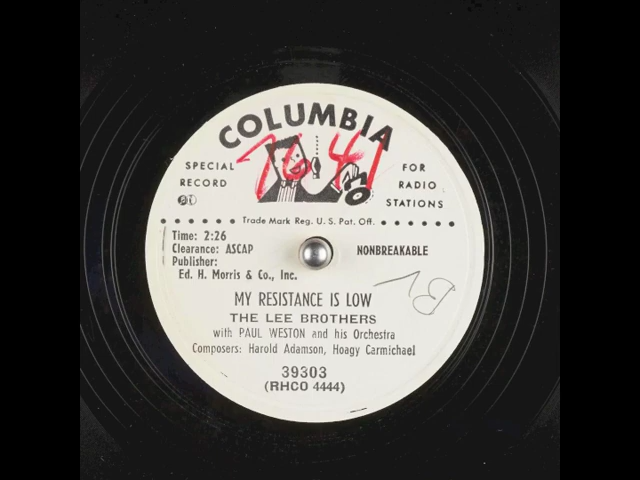 COLUMBIA
7641
SPECIAL
RECORD
FOR
RADIO
STATIONS
Trade Mark Reg. U. S. Pat. Off.
Time: 2:26
Clearance: ASCAP
Publisher:
Ed. H. Morris & Co., Inc.
NONBREAKABLE
MY RESISTANCE IS LOW
THE LEE BROTHERS
with PAUL WESTON and his Orchestra
Composers: Harold Adamson, Hoagy Carmichael
39303
(RHCO 4444)